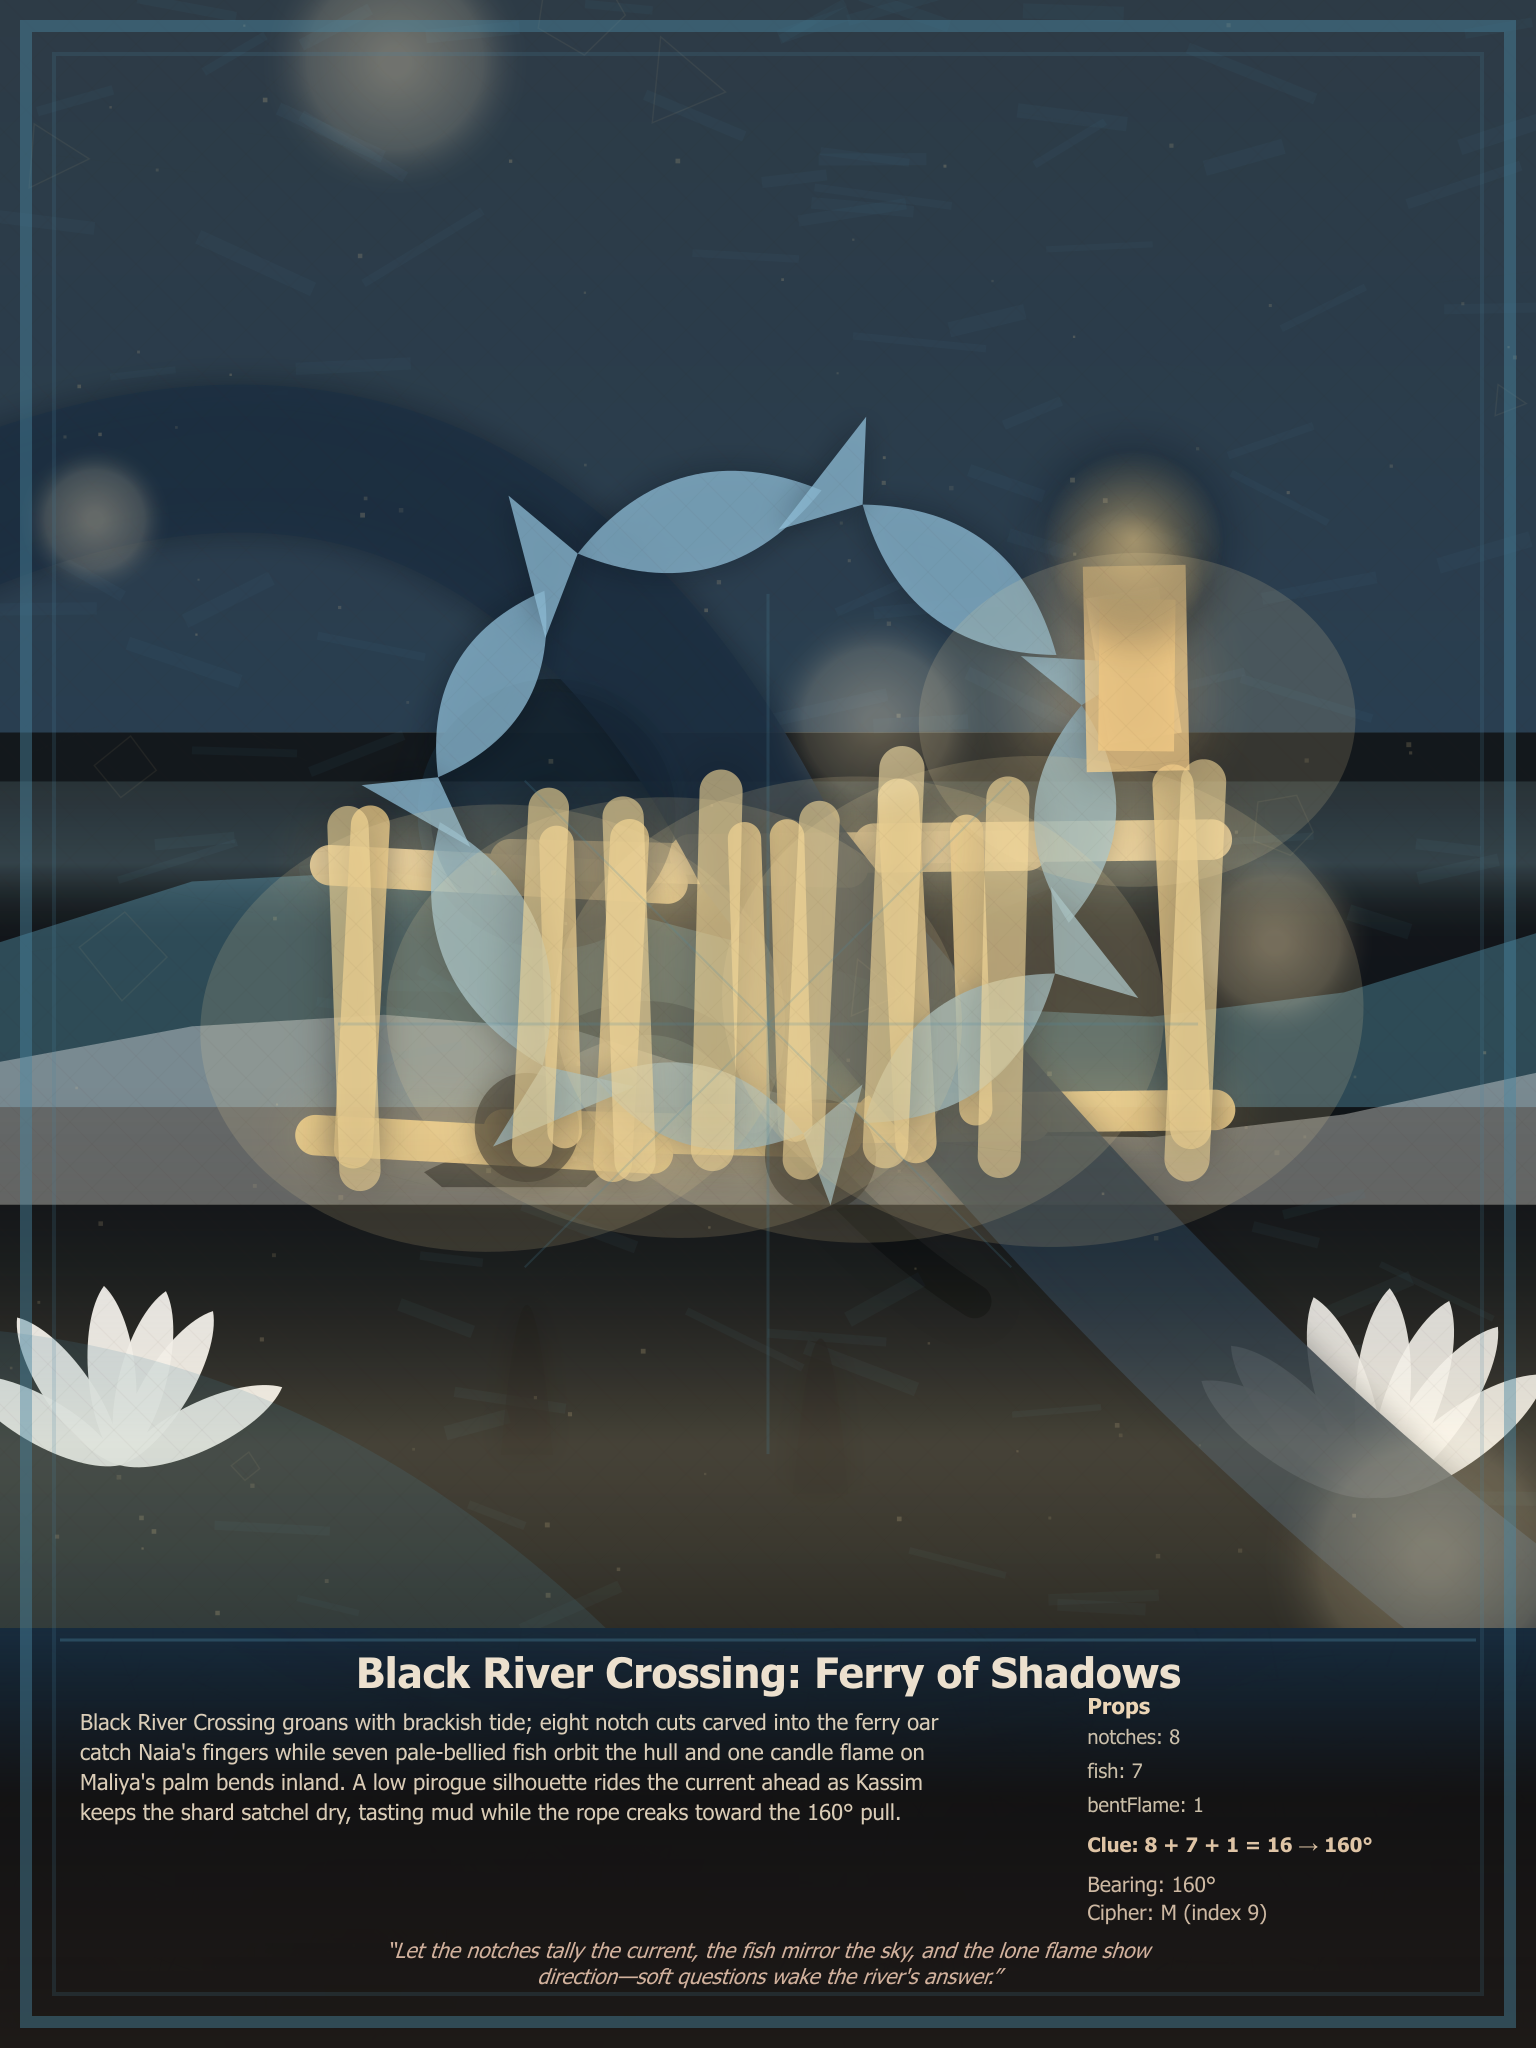 Black River Crossing: Ferry of Shadows
Black River Crossing groans with brackish tide; eight notch cuts carved into the ferry oar
catch Naia's fingers while seven pale-bellied fish orbit the hull and one candle flame on
Maliya's palm bends inland. A low pirogue silhouette rides the current ahead as Kassim
keeps the shard satchel dry, tasting mud while the rope creaks toward the 160° pull.
Props
notches: 8
fish: 7
bentFlame: 1
Clue: 8 + 7 + 1 = 16 → 160°
Bearing: 160°
Cipher: M (index 9)
"Let the notches tally the current, the fish mirror the sky, and the lone flame show
direction—soft questions wake the river's answer.”